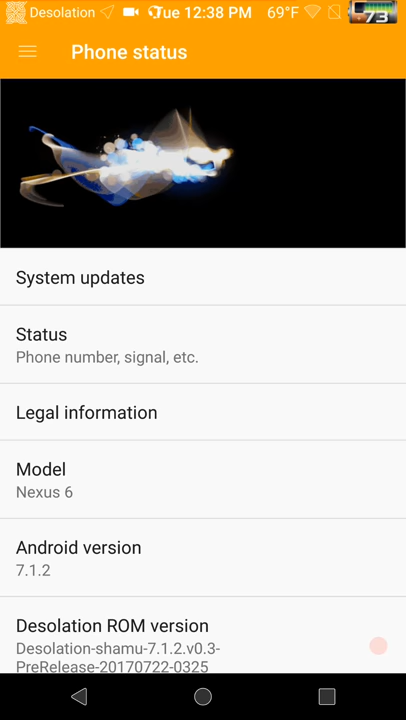 Desolation Tue 12:38 PM 69°F 73
Phone status
System updates
Status
Phone number, signal, etc.
Legal information
Model
Nexus 6
Android version
7.1.2
Desolation ROM version
Desolation-shamu-7.1.2.v0.3-
PreRelease-20170722-0325